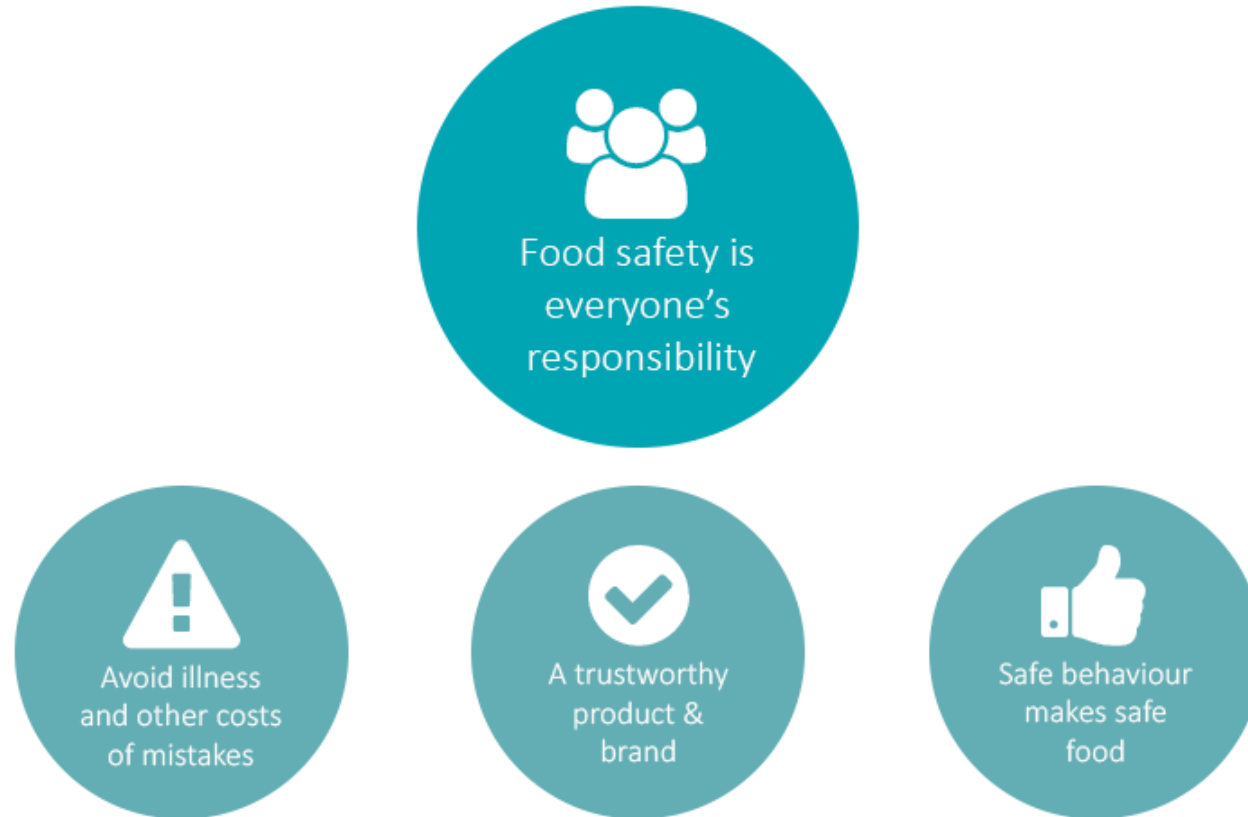 Food safety is
everyone’s
responsibility
Avoid illness
and other costs
of mistakes
A trustworthy
product &
brand
Safe behaviour
makes safe
food